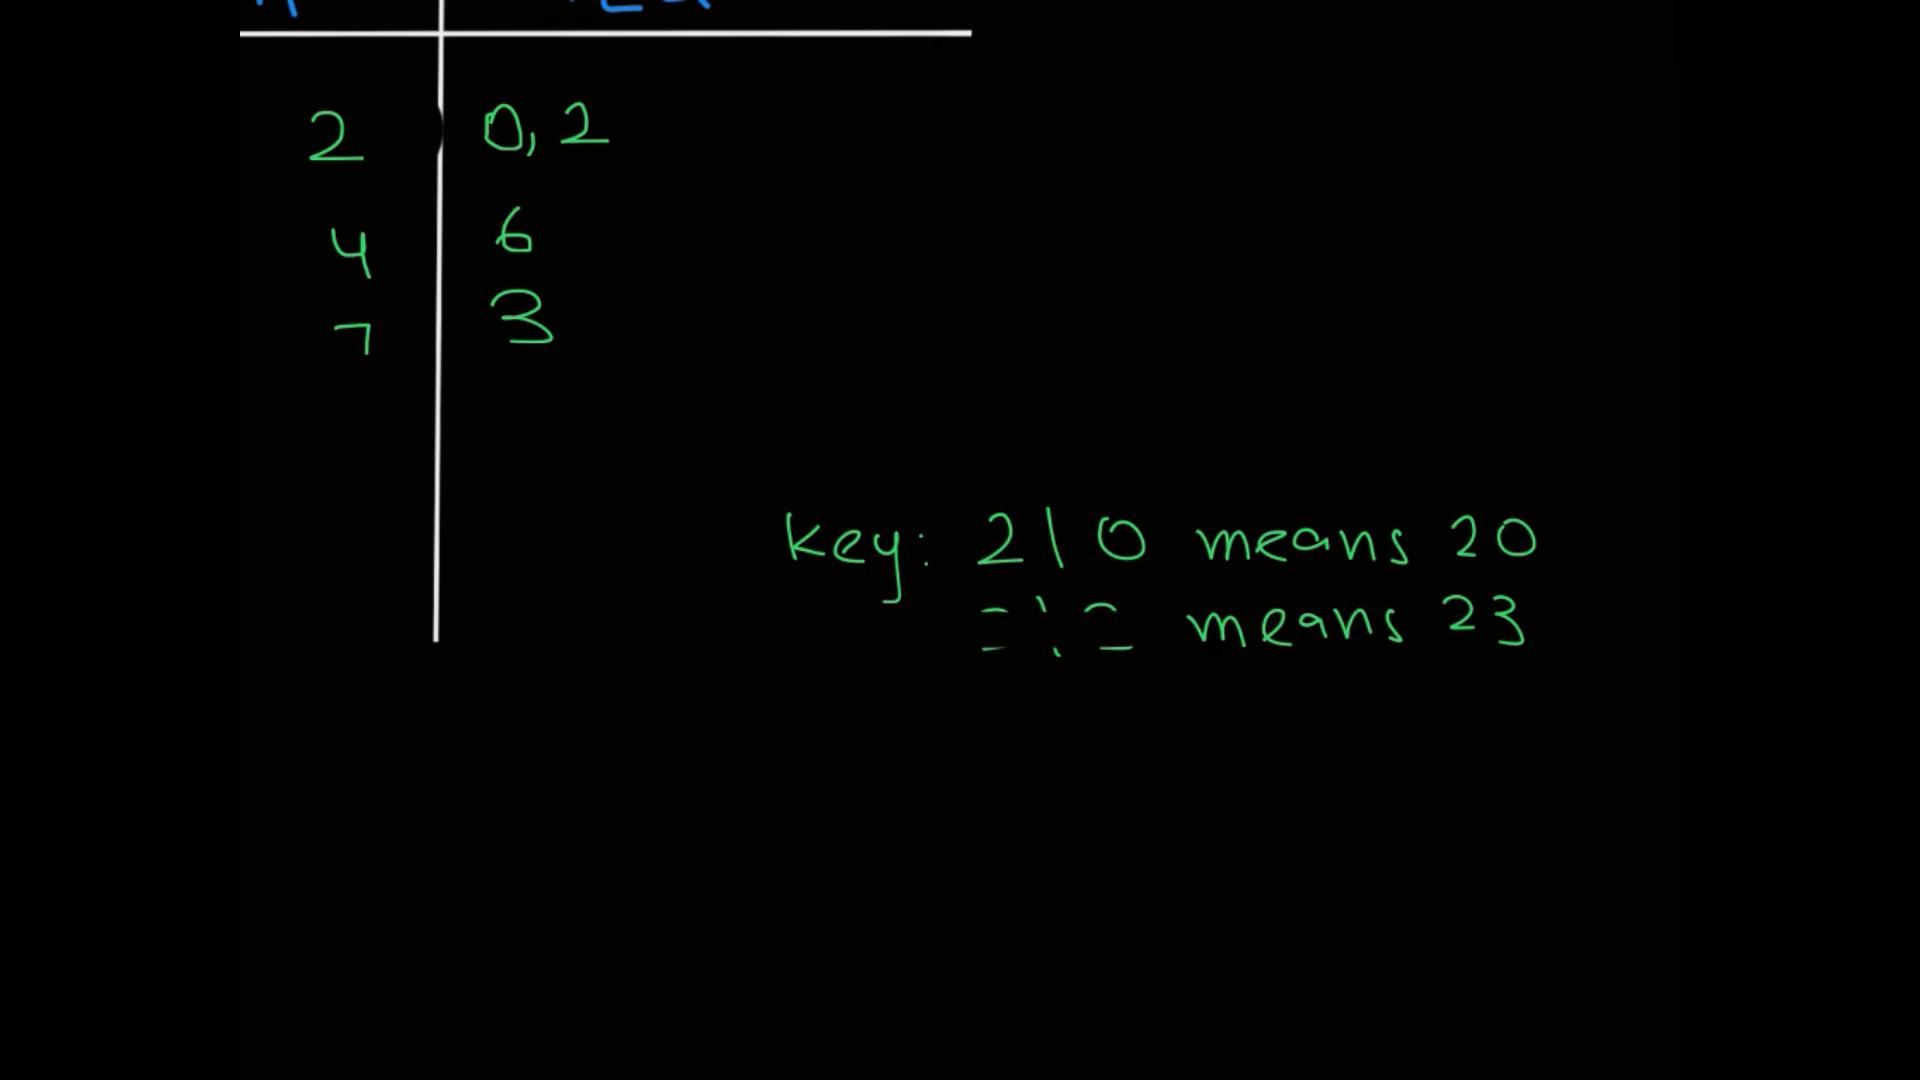 2 | 0, 2
4 | 6
7 | 3
key: 2 | 0 means 20
means 23